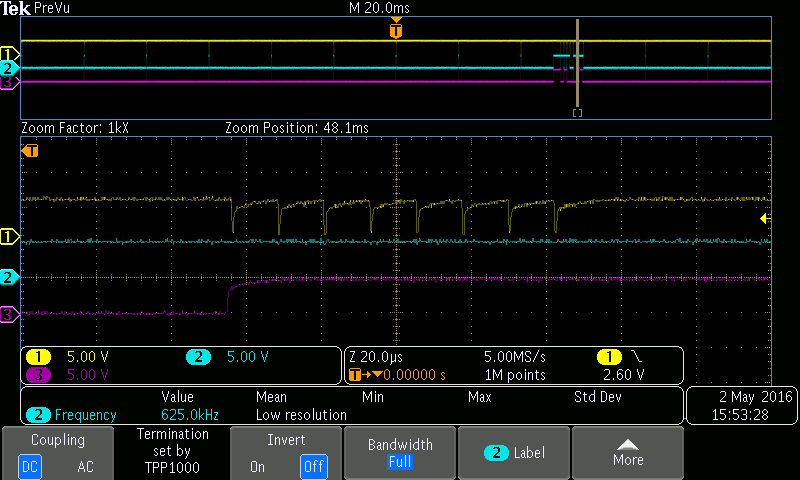 Tek PreVu M 20.0ms
T
1
2
3
[]
Zoom Factor: 1kX Zoom Position: 48.1ms
T
1
2
3
1 5.00 V 2 5.00 V
3 5.00 V
Z 20.0µs 5.00MS/s 1 \
T→▼0.00000 s 1M points 2.60 V
Value Mean Min Max Std Dev
2 Frequency 625.0kHz Low resolution
2 May 2016
15:53:28
Coupling
DC AC
Termination
set by
TPP1000
Invert
On Off
Bandwidth
Full
2 Label
More